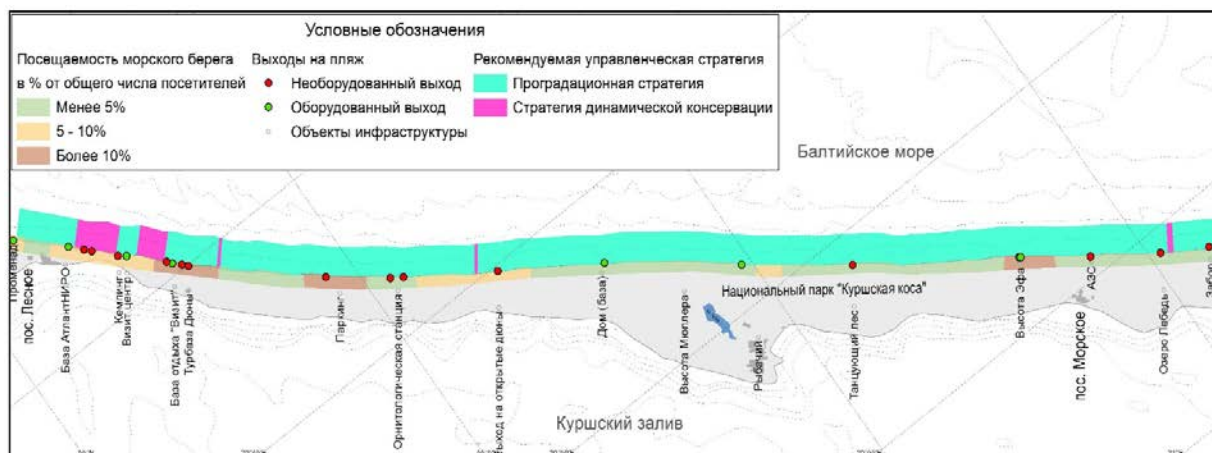 Условные обозначения
Посещаемость морского берега
в % от общего числа посетителей
Менее 5%
5 - 10%
Более 10%
Выходы на пляж
Необорудованный выход
Оборудованный выход
Объекты инфраструктуры
Рекомендуемая управленческая стратегия
Проградационная стратегия
Стратегия динамической консервации
Балтийское море
Национальный парк "Куршская коса"
Променад
пос. Лесное
База АтлантНИРО
Кемпинг
Визит центр
База отдыха "Визит"
Турбаза Дюны
Паркинг
Орнитологическая станция
Выход на открытые дюны
Дом (база)
Высота Мюллера
Рыбачий
Танцующий лес
Высота Эфа
пос. Морское
АЗС
Озеро Лебедь
Забор
Куршский залив